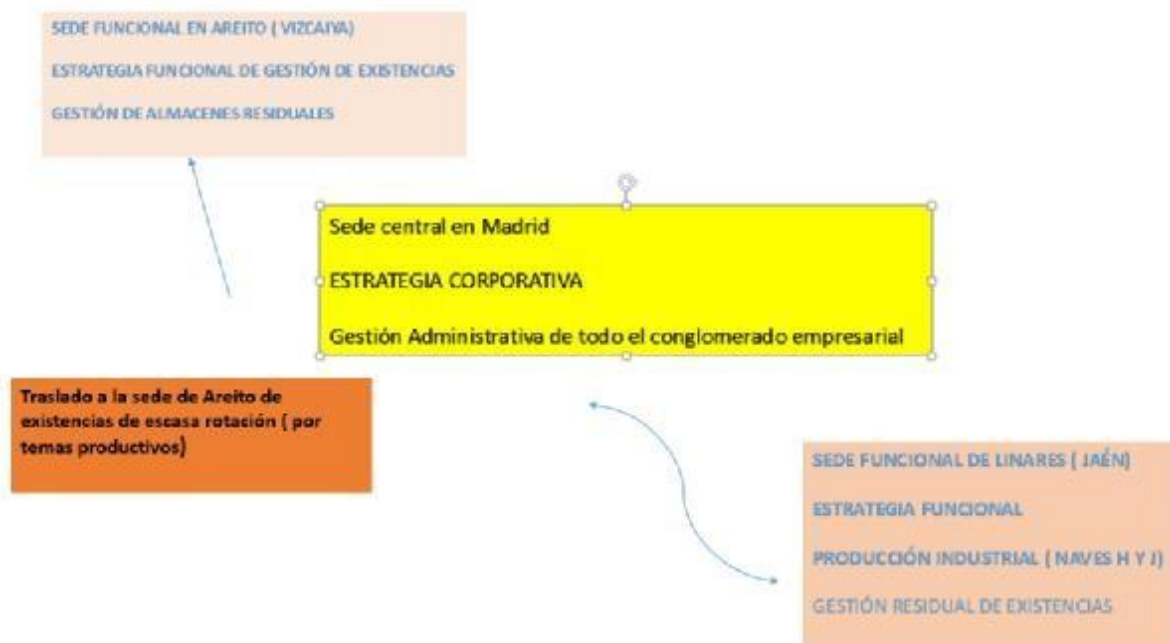 SEDE FUNCIONAL EN AREITO ( VIZCAIYA)
ESTRATEGIA FUNCIONAL DE GESTIÓN DE EXISTENCIAS
GESTIÓN DE ALMACENES RESIDUALES
Sede central en Madrid
ESTRATEGIA CORPORATIVA
Gestión Administrativa de todo el conglomerado empresarial
Traslado a la sede de Areito de
existencias de escasa rotación ( por
temas productivos)
SEDE FUNCIONAL DE LINARES ( JAÉN)
ESTRATEGIA FUNCIONAL
PRODUCCIÓN INDUSTRIAL ( NAVES H Y J)
GESTIÓN RESIDUAL DE EXISTENCIAS